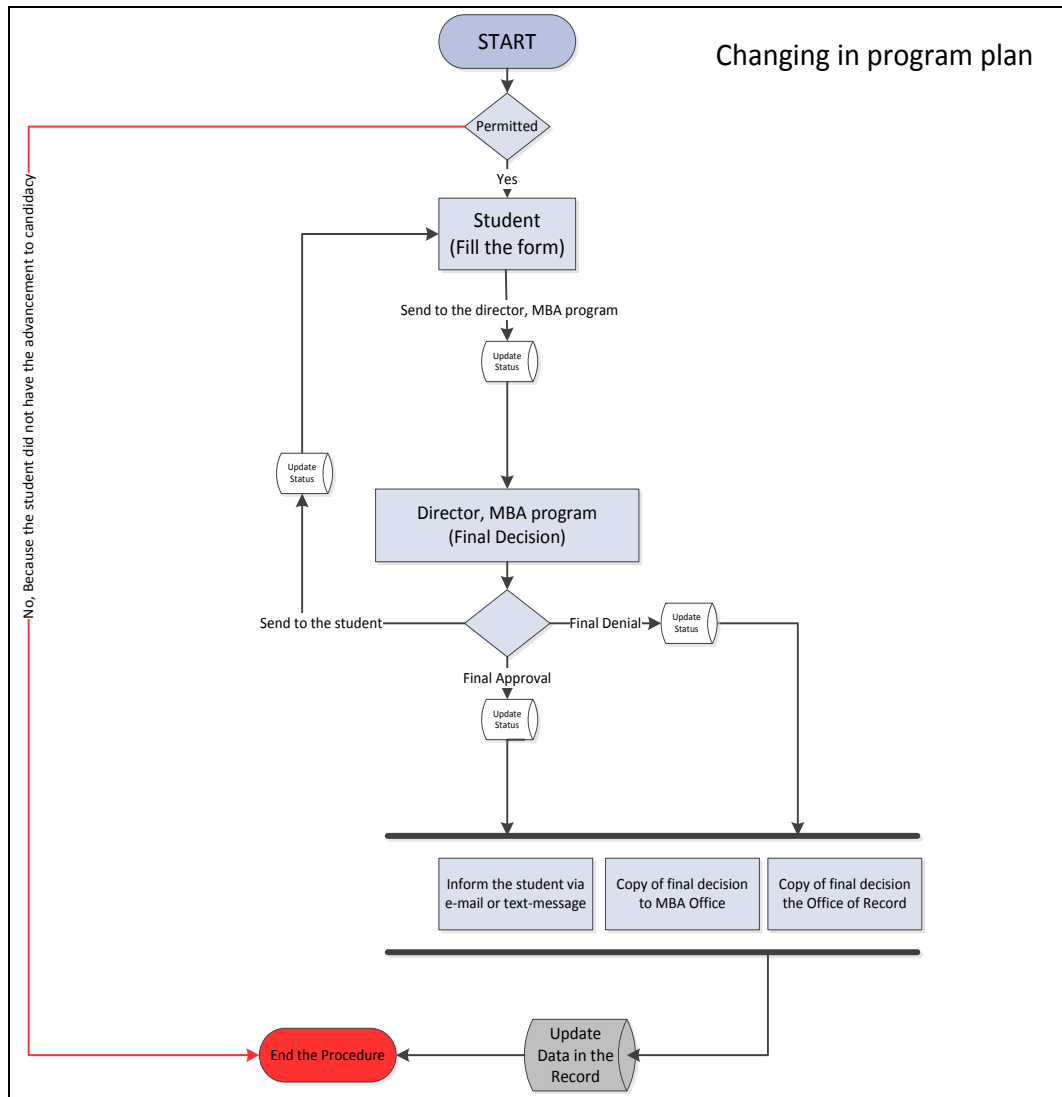 START
Changing in program plan
Permitted
No, Because the student did not have the advancement to candidacy
Yes
Student
(Fill the form)
Send to the director, MBA program
Update
Status
Update
Status
Director, MBA program
(Final Decision)
Send to the student
Final Denial
Update
Status
Final Approval
Update
Status
Inform the student via
e-mail or text-message
Copy of final decision
to MBA Office
Copy of final decision
the Office of Record
End the Procedure
Update
Data in the
Record